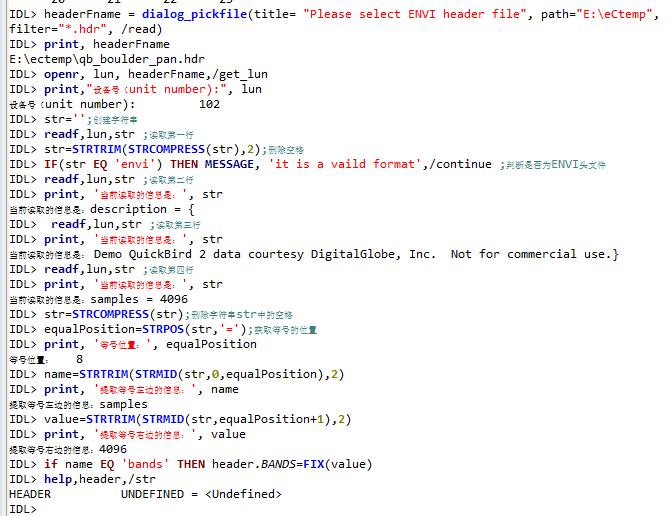 IDL> headerFname = dialog_pickfile(title= "Please select ENVI header file", path="E:\eCtemp",
filter="*.hdr", /read)
IDL> print, headerFname
E:\ectemp\qb_boulder_pan.hdr
IDL> openr, lun, headerFname,/get_lun
IDL> print,"设备号(unit number):", lun
设备号(unit number):         102
IDL> str='';创建字符串
IDL> readf,lun,str ;读取第一行
IDL> str=STRTRIM(STRCOMPRESS(str),2);删除空格
IDL> IF(str EQ 'envi') THEN MESSAGE, 'it is a vaild format',/continue ;判断是否为ENVI头文件
IDL> readf,lun,str ;读取第二行
IDL> print, '当前读取的信息是:', str
当前读取的信息是:description = {
IDL>  readf,lun,str ;读取第三行
IDL> print, '当前读取的信息是:', str
当前读取的信息是: Demo QuickBird 2 data courtesy DigitalGlobe, Inc.  Not for commercial use.}
IDL> readf,lun,str ;读取第四行
IDL> print, '当前读取的信息是:', str
当前读取的信息是:samples = 4096
IDL> str=STRCOMPRESS(str);删除字符串str中的空格
IDL> equalPosition=STRPOS(str,'=');获取等号的位置
IDL> print, '等号位置:', equalPosition
等号位置:    8
IDL> name=STRTRIM(STRMID(str,0,equalPosition),2)
IDL> print, '提取等号左边的信息:', name
提取等号左边的信息:samples
IDL> value=STRTRIM(STRMID(str,equalPosition+1),2)
IDL> print, '提取等号右边的信息:', value
提取等号右边的信息:4096
IDL> if name EQ 'bands' THEN header.BANDS=FIX(value)
IDL> help,header,/str
HEADER          UNDEFINED = <Undefined>
IDL>